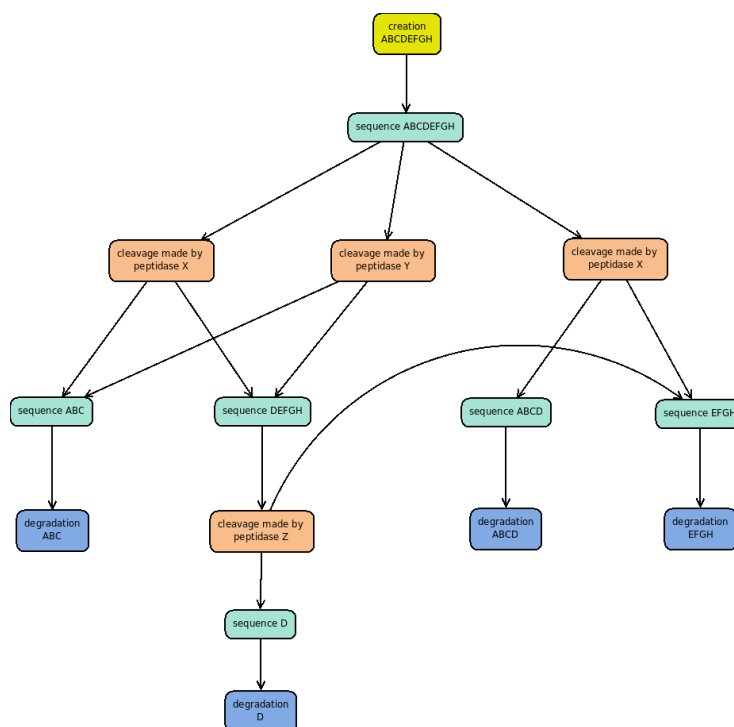 creation
ABCDEFGH
sequence ABCDEFGH
cleavage made by
peptidase X
cleavage made by
peptidase Y
cleavage made by
peptidase X
sequence ABC
sequence DEFGH
sequence ABCD
sequence EFGH
degradation
ABC
cleavage made by
peptidase Z
degradation
ABCD
degradation
EFGH
sequence D
degradation
D